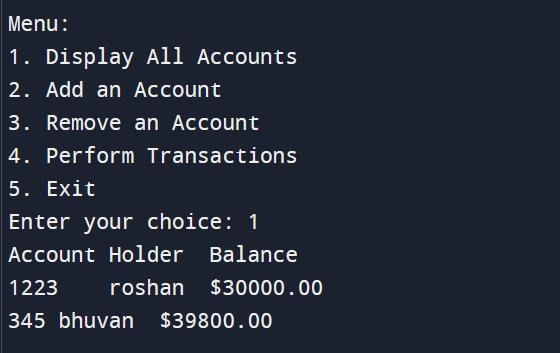 Menu:
1. Display All Accounts
2. Add an Account
3. Remove an Account
4. Perform Transactions
5. Exit
Enter your choice: 1
Account Holder  Balance
1223    roshan  $30000.00
345 bhuvan  $39800.00